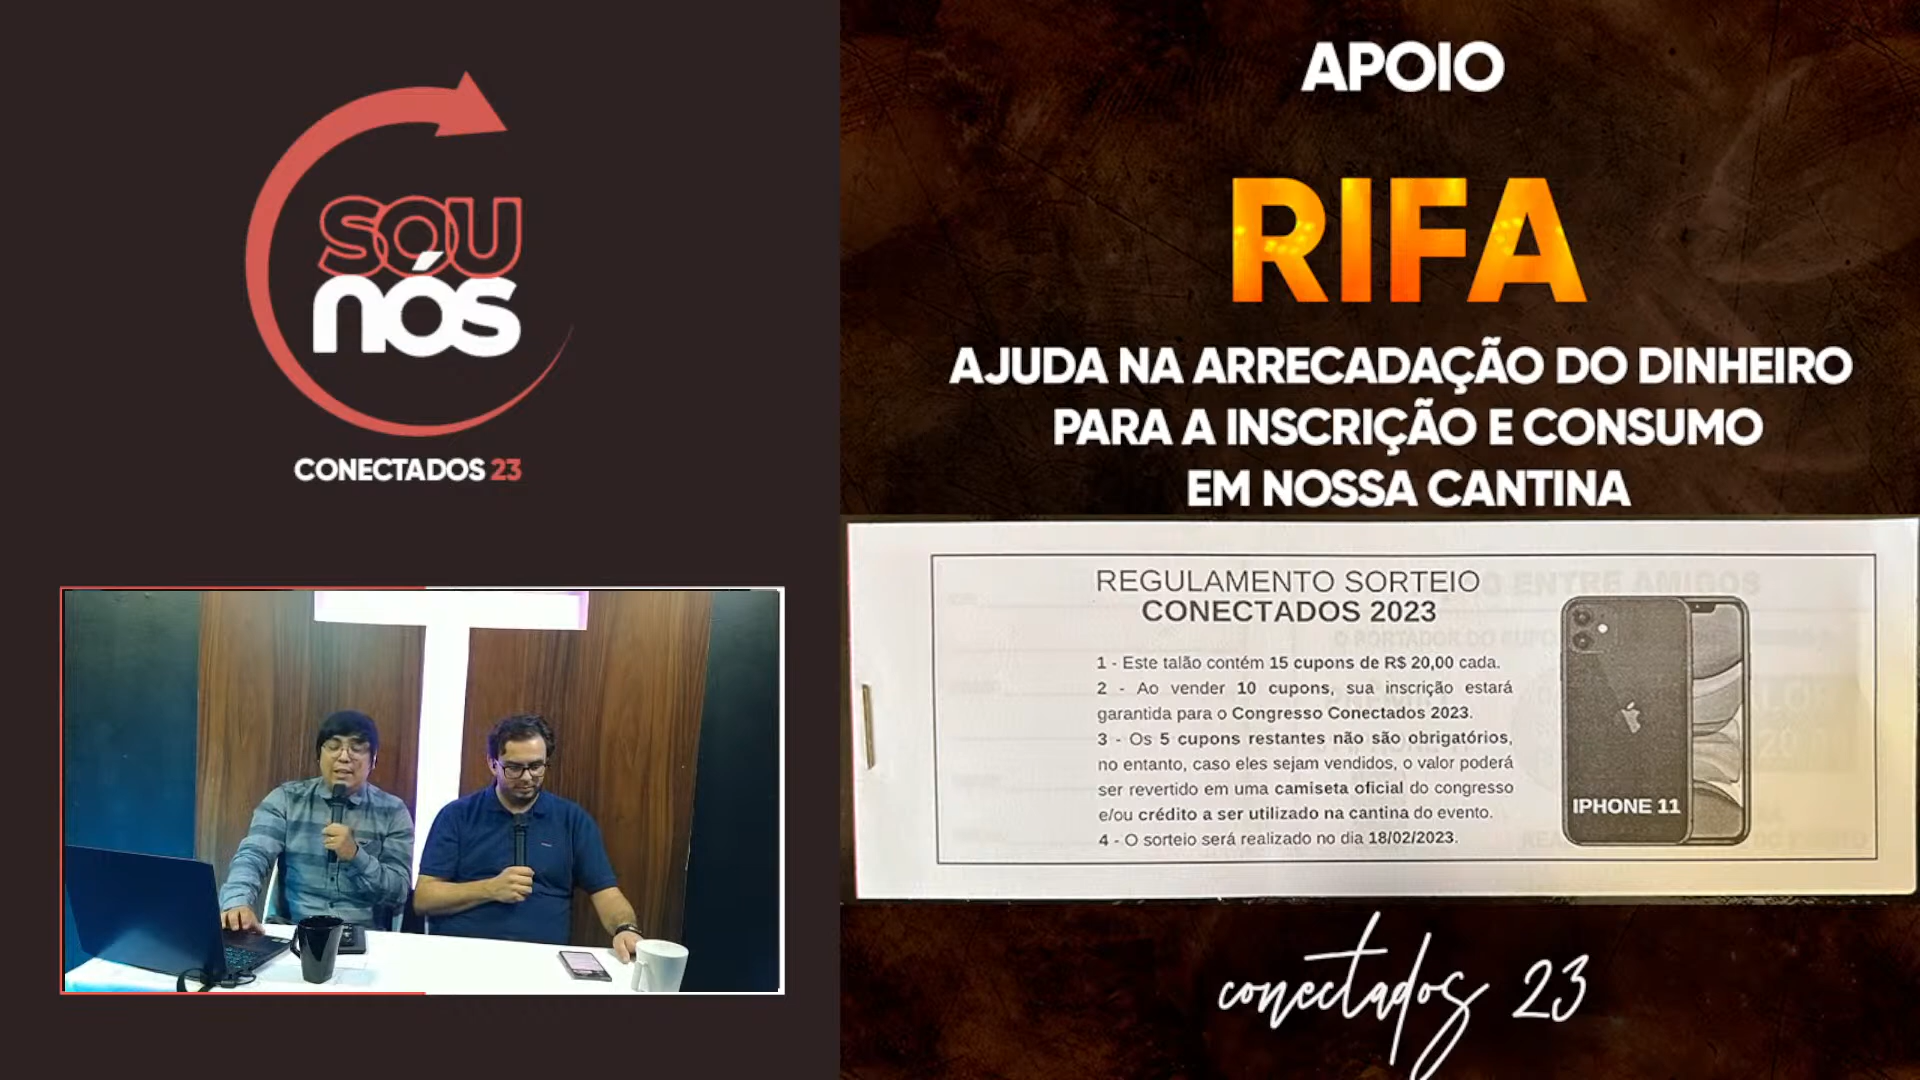 SOU
NÓS
CONECTADOS 23
APOIO
RIFA
AJUDA NA ARRECADAÇÃO DO DINHEIRO
PARA A INSCRIÇÃO E CONSUMO
EM NOSSA CANTINA
REGULAMENTO SORTEIO
CONECTADOS 2023
1 - Este talão contém 15 cupons de R$ 20,00 cada.
2 - Ao vender 10 cupons, sua inscrição estará
garantida para o Congresso Conectados 2023.
3 - Os 5 cupons restantes não são obrigatórios,
no entanto, caso eles sejam vendidos, o valor poderá
ser revertido em uma camiseta oficial do congresso
e/ou crédito a ser utilizado na cantina do evento.
4 - O sorteio será realizado no dia 18/02/2023.
IPHONE 11
conectados 23